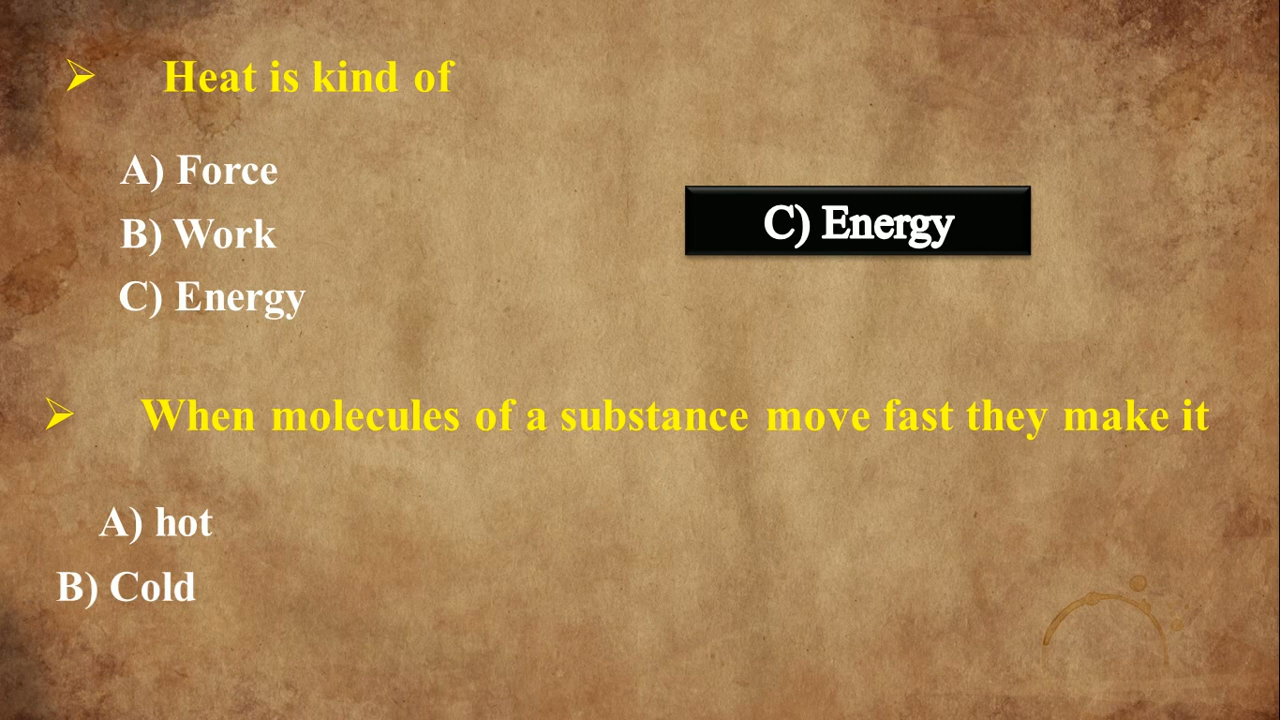 ➢ Heat is kind of
A) Force
B) Work
C) Energy
C) Energy
➢ When molecules of a substance move fast they make it
A) hot
B) Cold